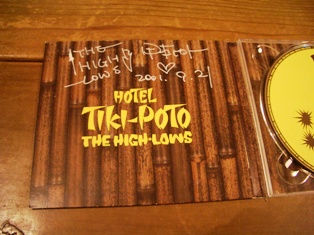 THE
HIGH
LOWS
♡ 2001.9.21
HOTEL
TiKi-POTO
THE HIGH-LOWS